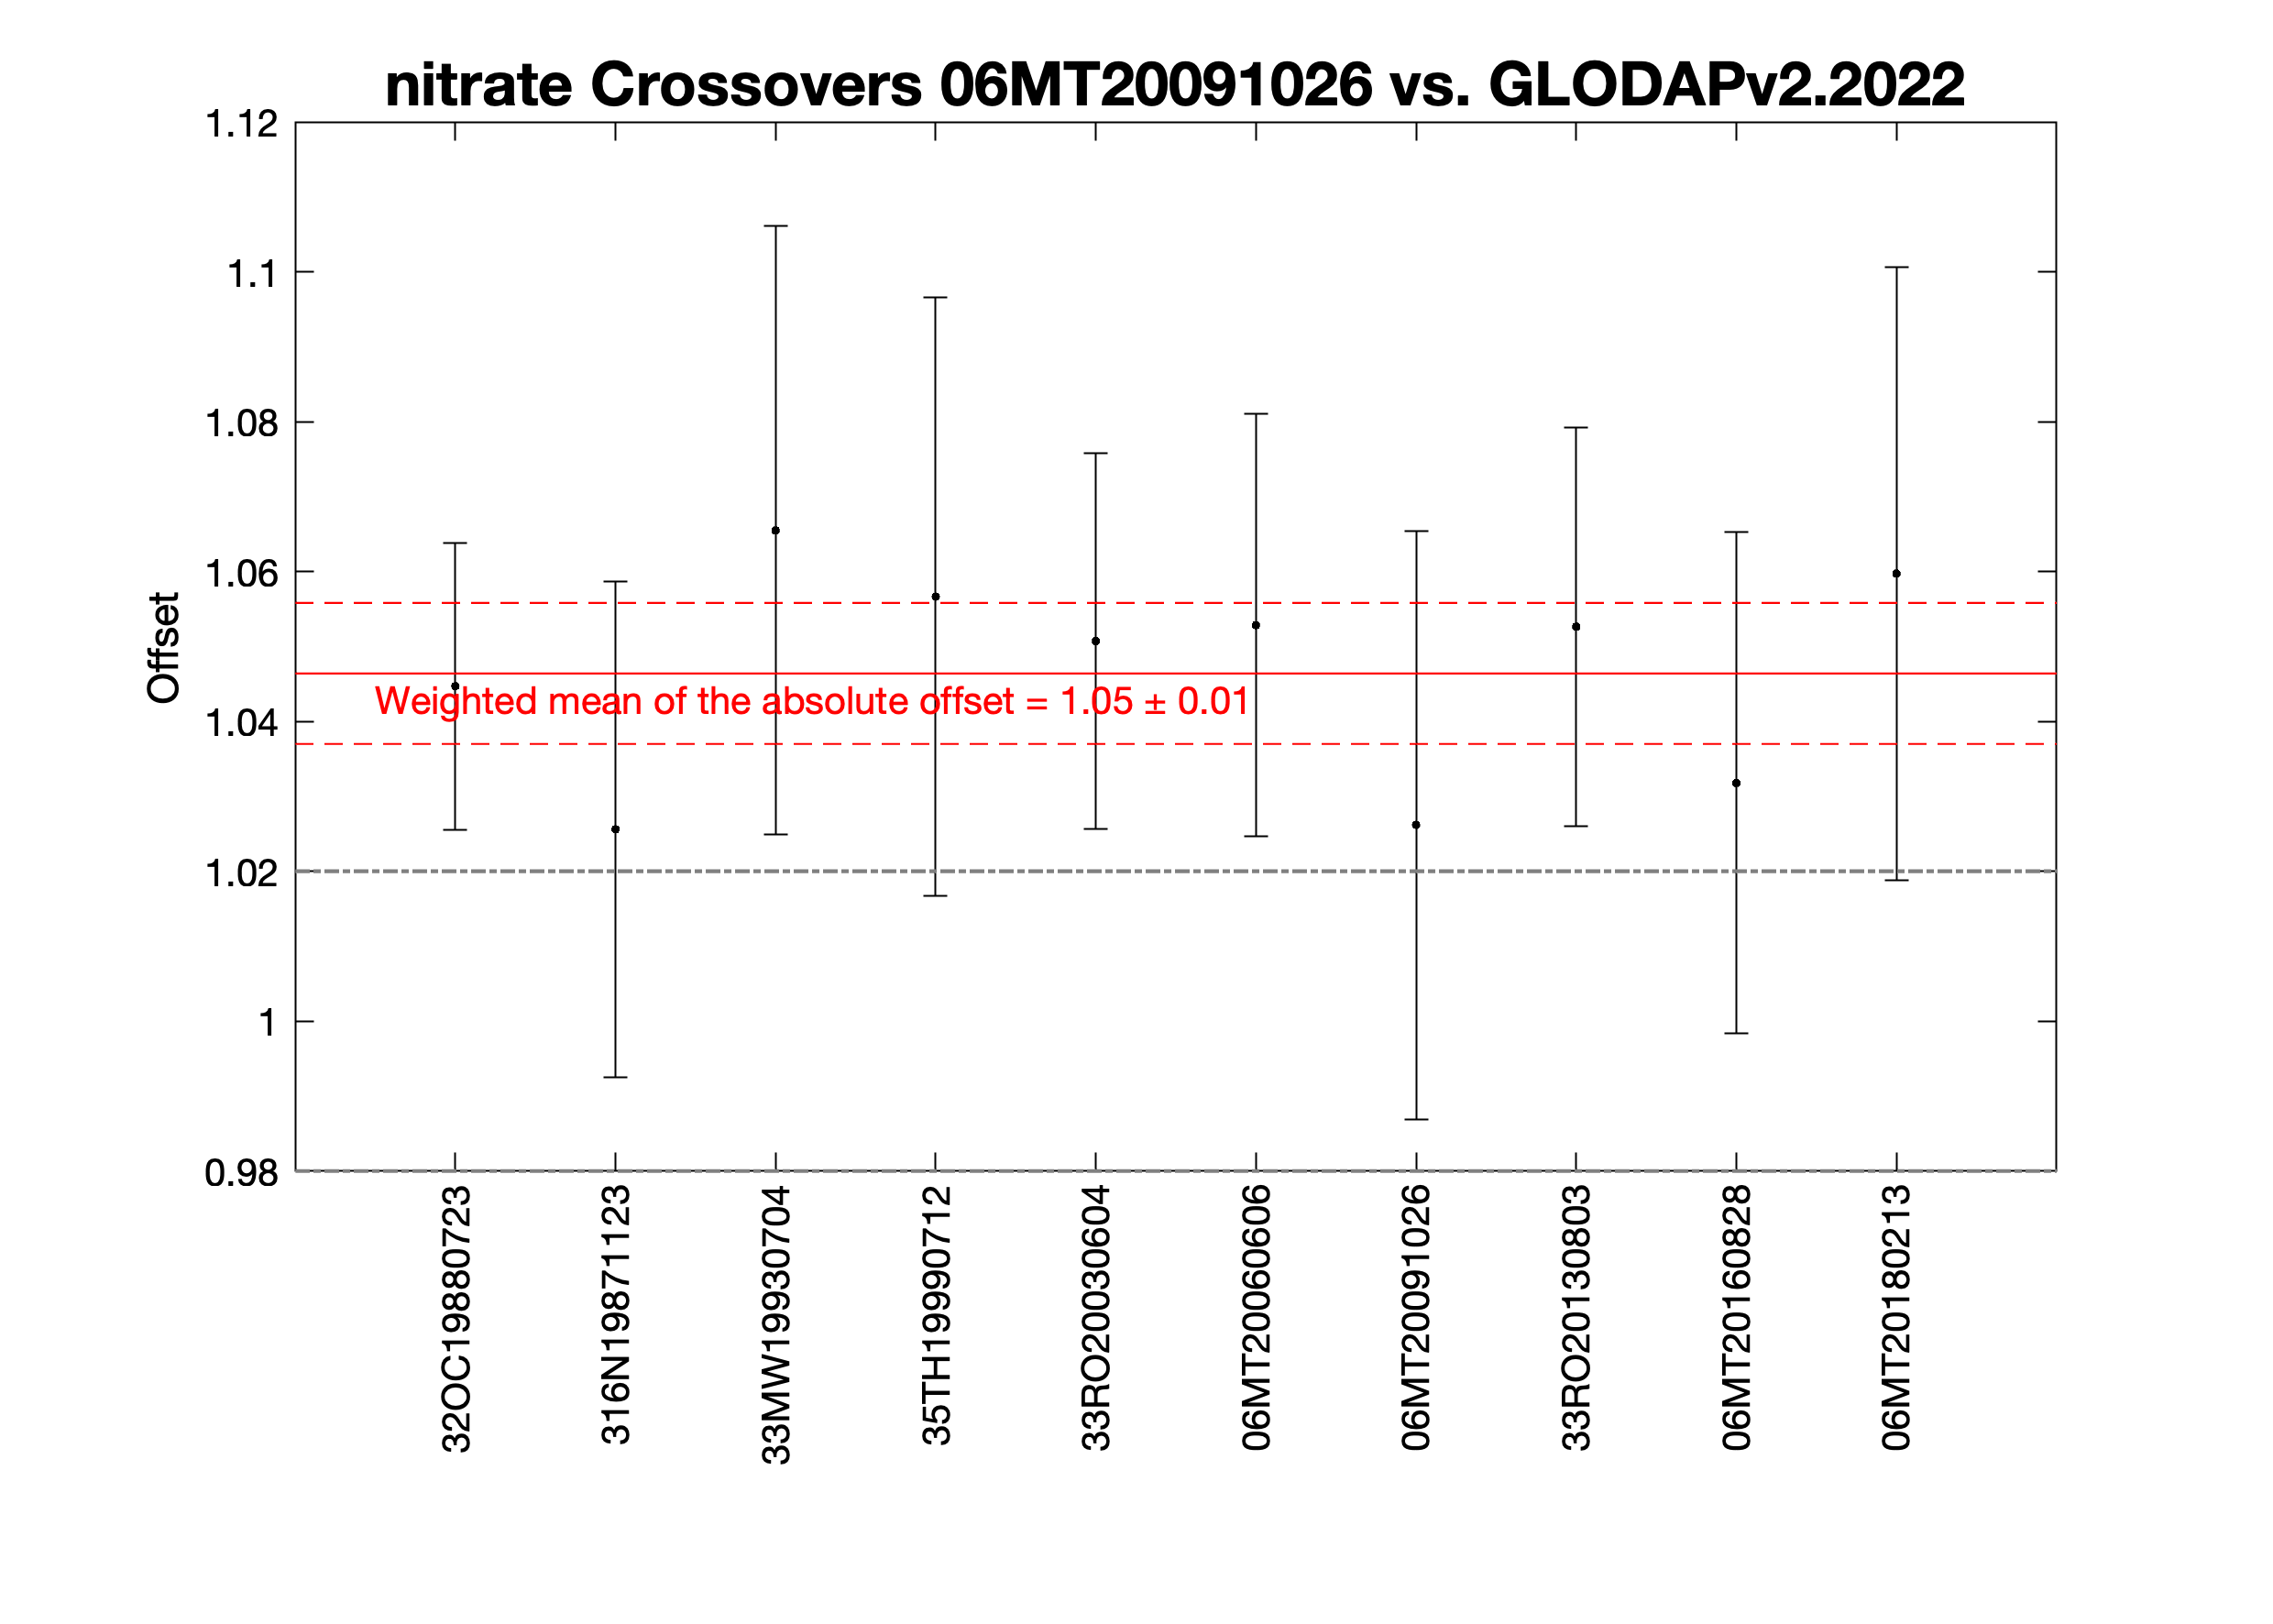 nitrate Crossovers 06MT20091026 vs. GLODAPv2.2022
1.12
1.1
1.08
1.06
1.04
1.02
1
0.98
Offset
Weighted mean of the absolute offset = 1.05 ± 0.01
32OC19880723
316N19871123
33MW19930704
35TH19990712
33RO20030604
06MT20060606
06MT20091026
33RO20130803
06MT20160828
06MT20180213